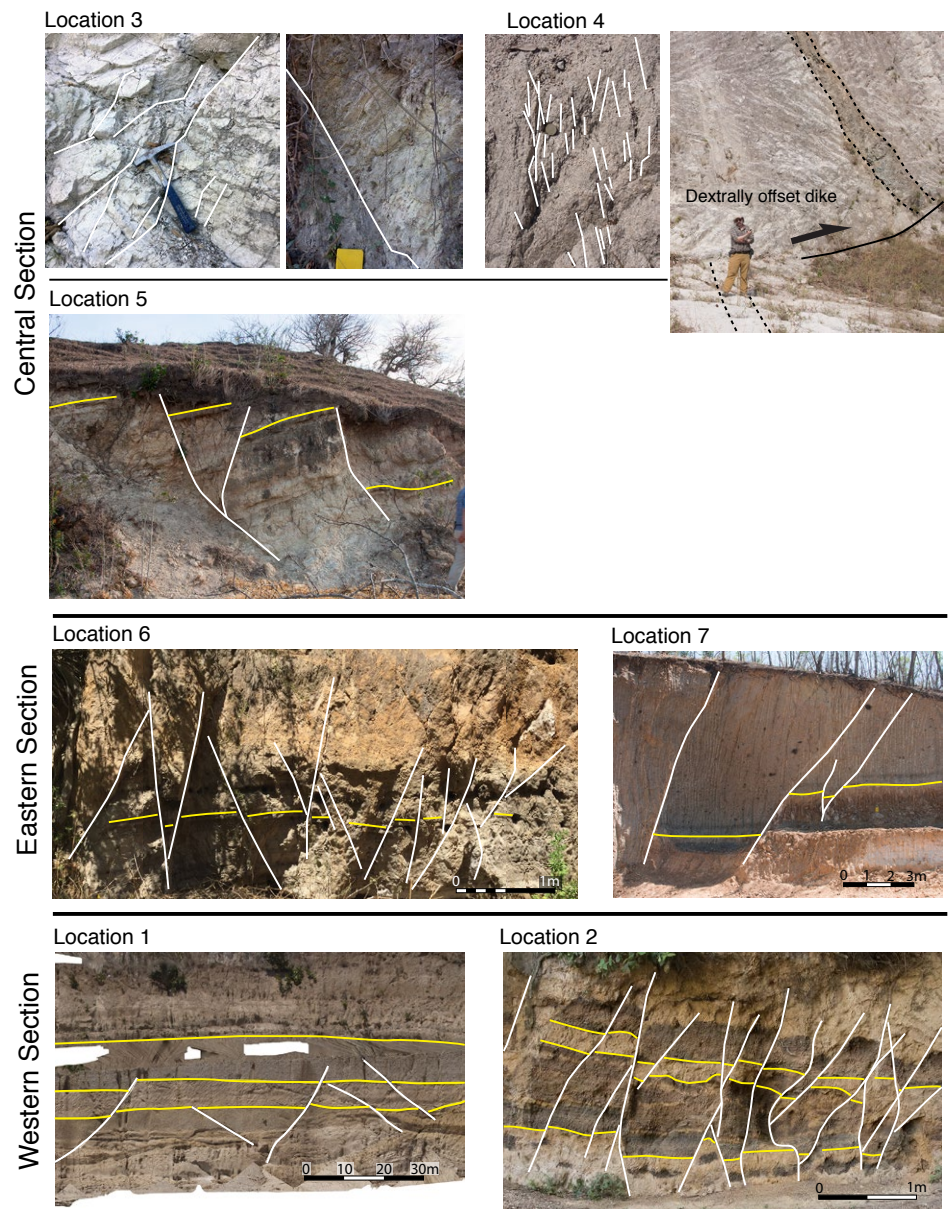 Location 3
Location 4
Dextrally offset dike
Central Section
Location 5
Location 6
Location 7
Eastern Section
0 1m
0 1 2 3m
Location 1
Location 2
Western Section
0 10 20 30m
0 1m